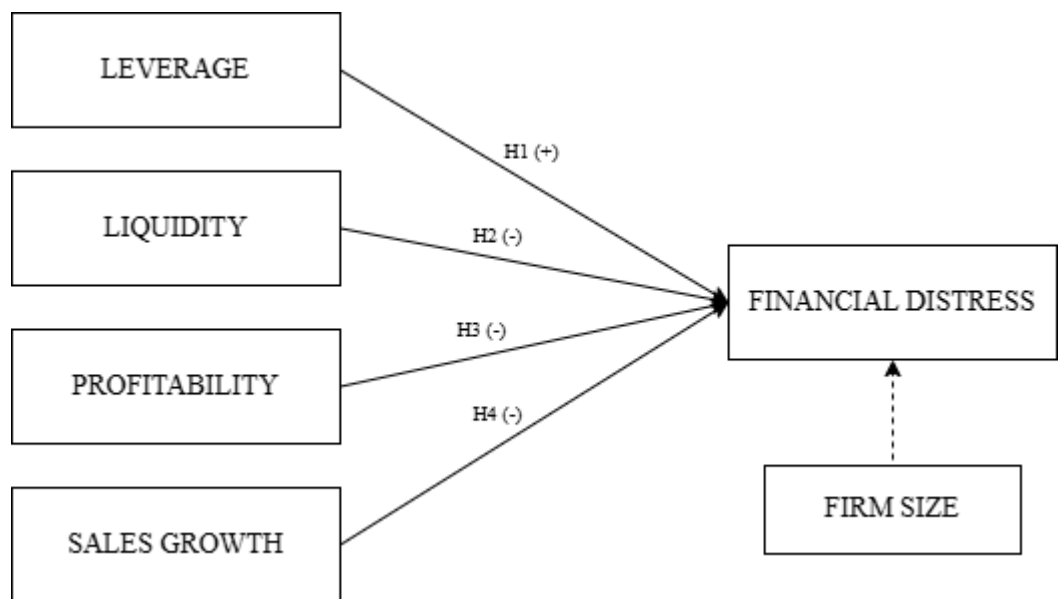 LEVERAGE
H1 (+)
LIQUIDITY
H2 (-)
FINANCIAL DISTRESS
H3 (-)
PROFITABILITY
H4 (-)
FIRM SIZE
SALES GROWTH